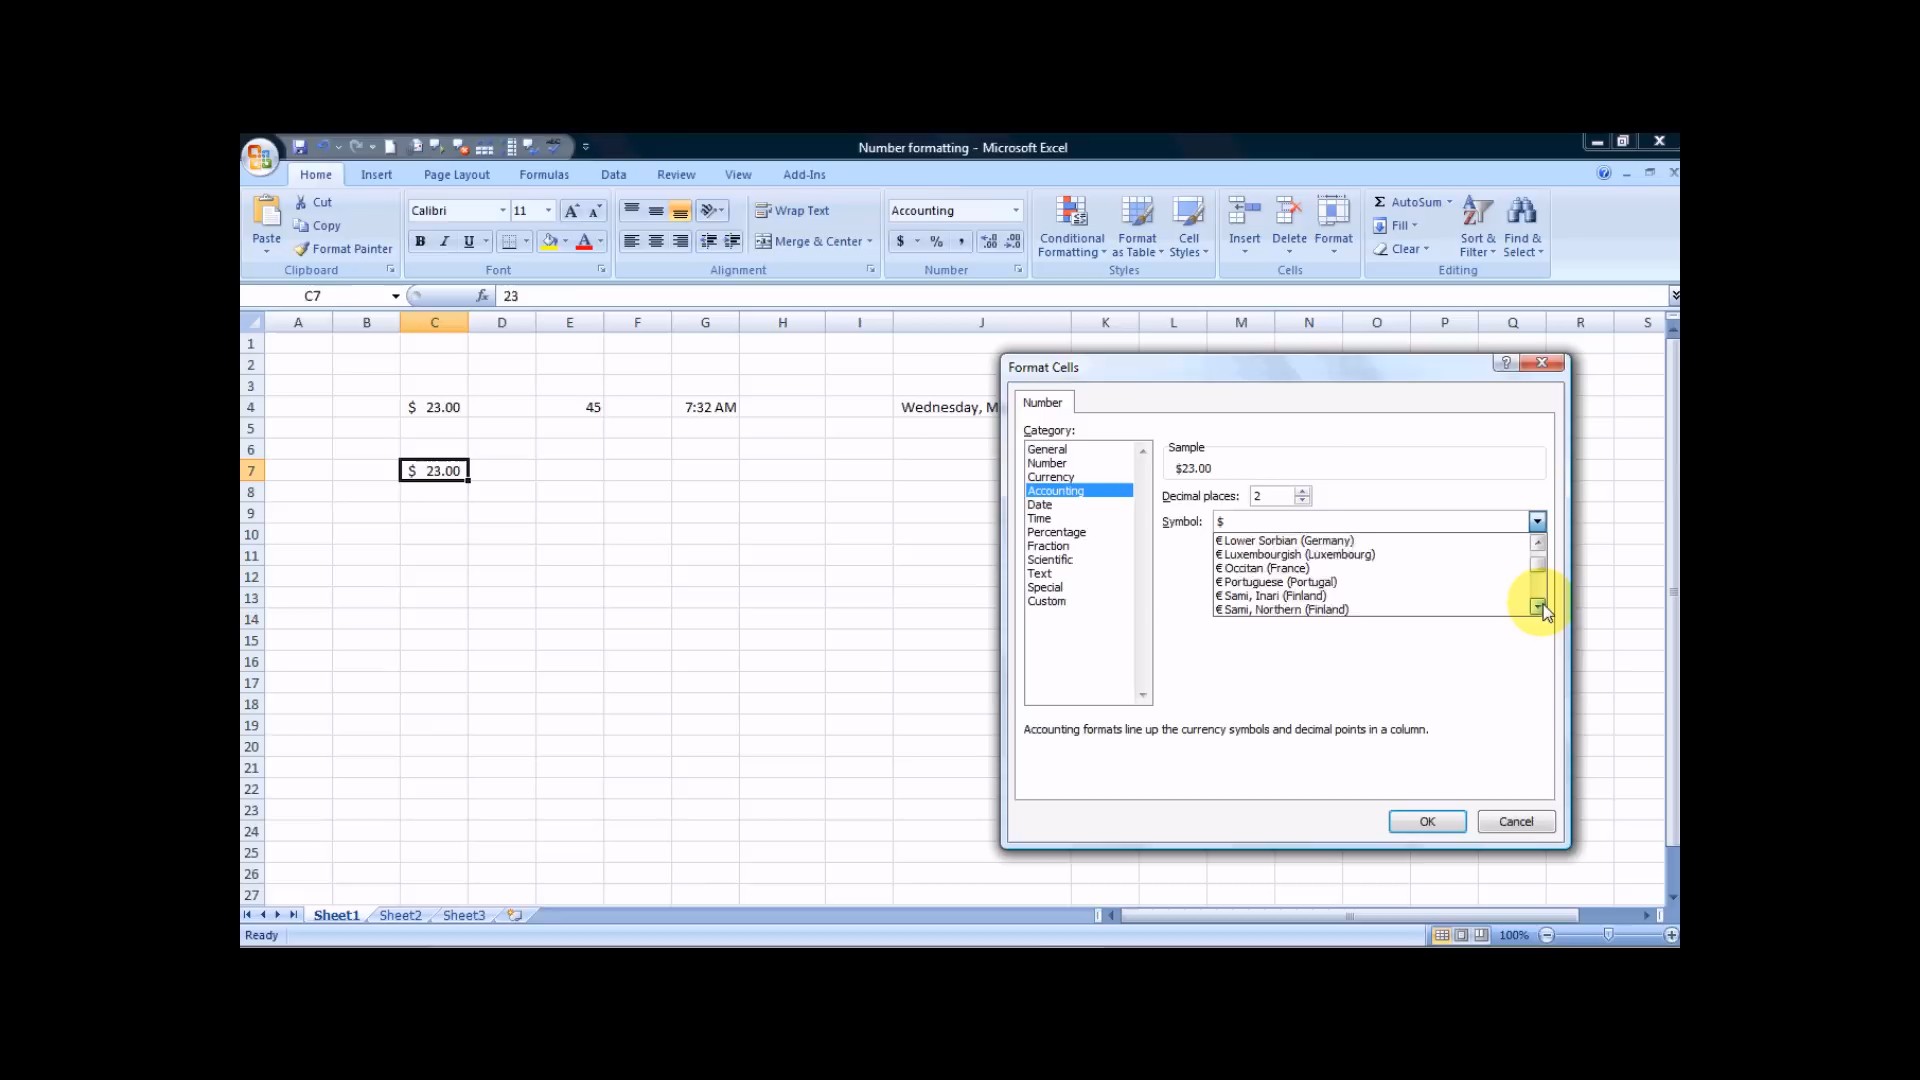 Number formatting - Microsoft Excel
Home Insert Page Layout Formulas Data Review View Add-Ins
Paste
Cut
Copy
Format Painter
Clipboard
Calibri 11
B I U
Font
Wrap Text
Merge & Center
Alignment
Accounting
$ % ,
Number
Conditional Formatting
Format as Table
Cell Styles
Styles
Insert Delete Format
Cells
Σ AutoSum
Fill
Clear
Sort & Filter
Find & Select
Editing
C7 fx 23
A B C D E F G H I J K L M N O P Q R S
1
2
3
4 $ 23.00 45 7:32 AM Wednesday, M
5
6
7 $ 23.00
8
9
10
11
12
13
14
15
16
17
18
19
20
21
22
23
24
25
26
27
Format Cells
Number
Category:
General
Number
Currency
Accounting
Date
Time
Percentage
Fraction
Scientific
Text
Special
Custom
Sample
$23.00
Decimal places: 2
Symbol: $
€ Lower Sorbian (Germany)
€ Luxembourgish (Luxembourg)
€ Occitan (France)
€ Portuguese (Portugal)
€ Sami, Inari (Finland)
€ Sami, Northern (Finland)
Accounting formats line up the currency symbols and decimal points in a column.
OK Cancel
Sheet1 Sheet2 Sheet3
Ready 100%